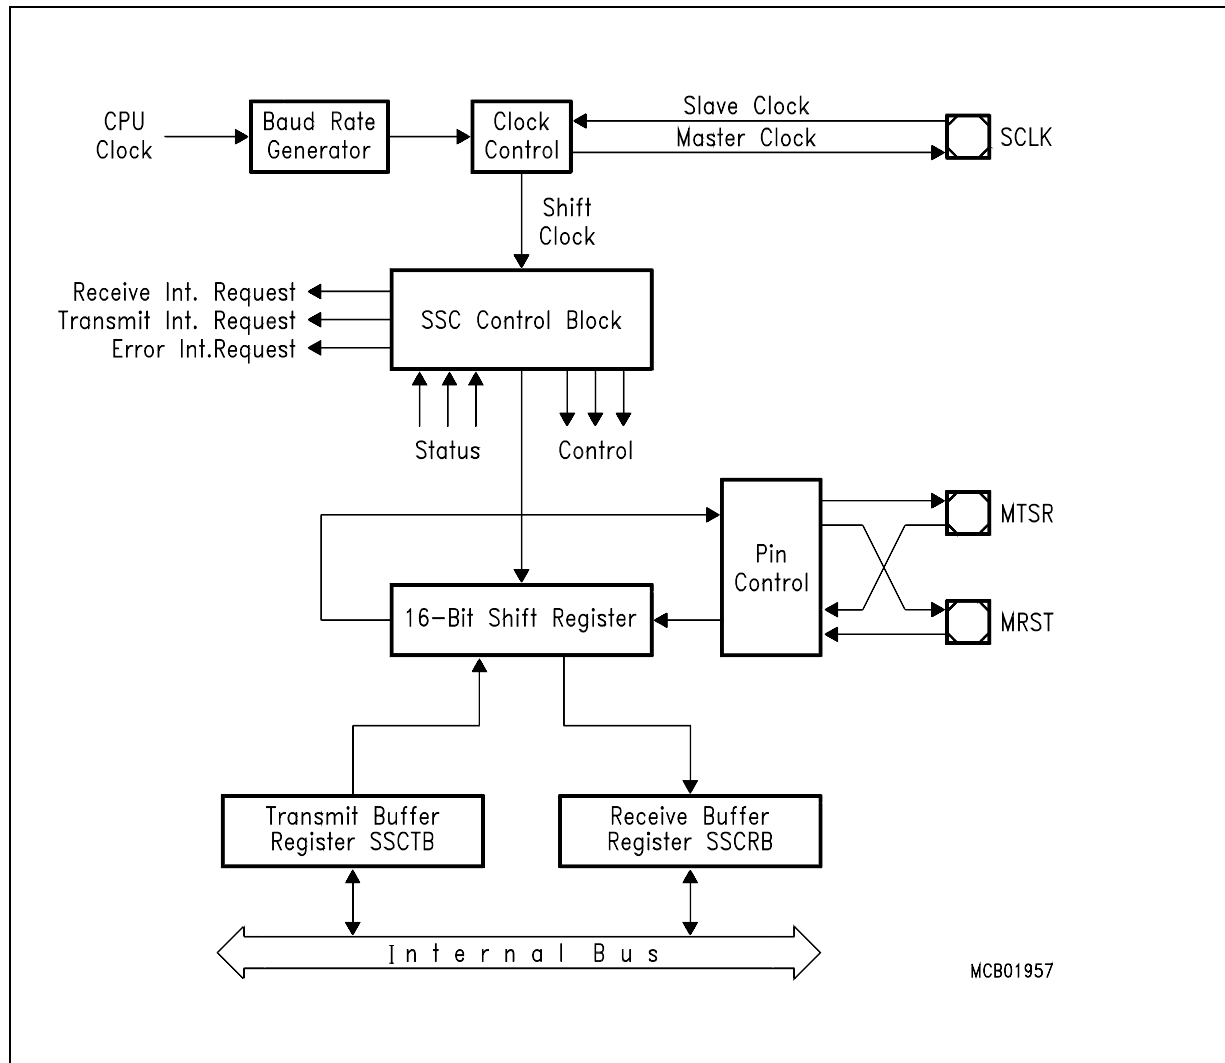 CPU
Clock
Baud Rate
Generator
Clock
Control
Slave Clock
Master Clock
SCLK
Shift
Clock
Receive Int. Request
Transmit Int. Request
Error Int.Request
SSC Control Block
Status
Control
Pin
Control
MTSR
MRST
16-Bit Shift Register
Transmit Buffer
Register SSCTB
Receive Buffer
Register SSCRB
Internal Bus
MCB01957